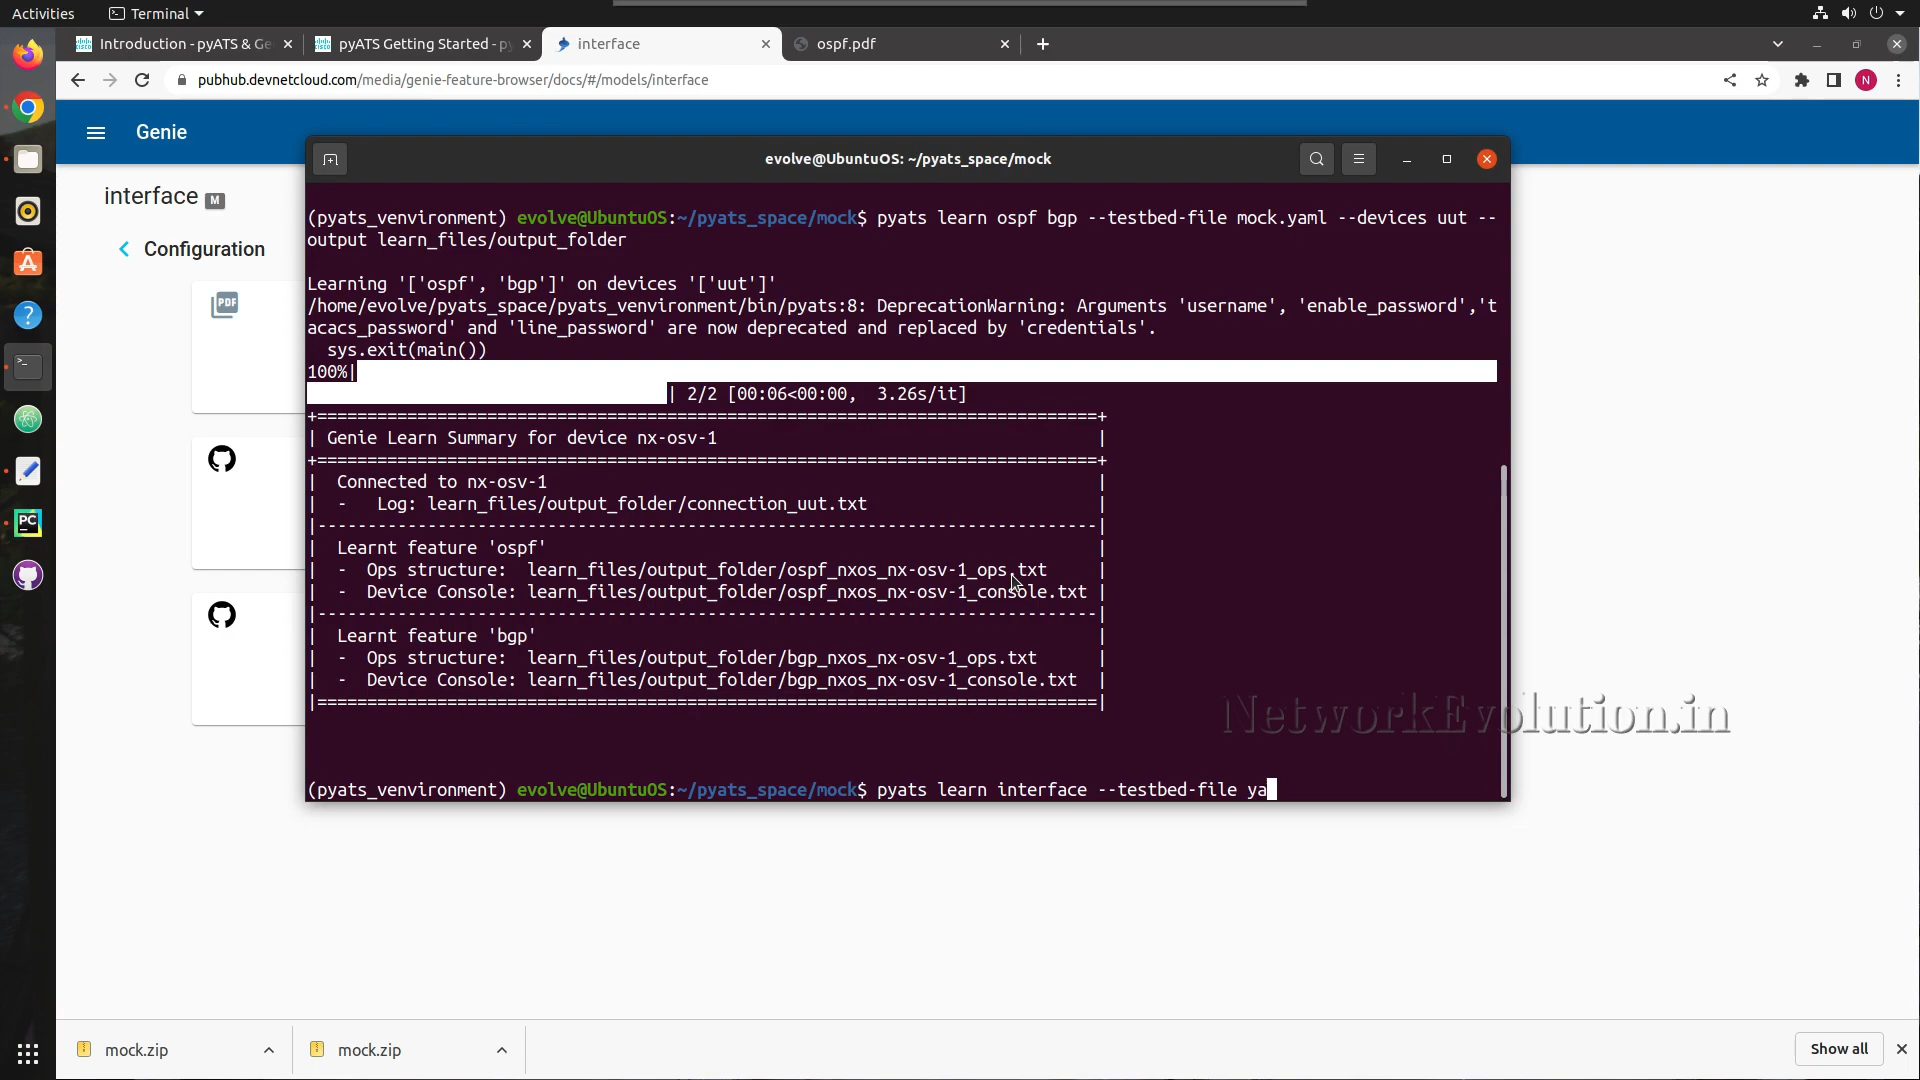 Activities
Terminal
Introduction - pyATS & Ge
pyATS Getting Started - py
interface
ospf.pdf
pubhub.devnetcloud.com/media/genie-feature-browser/docs/#/models/interface
N
Genie
interface M
Configuration
PDF
evolve@UbuntuOS: ~/pyats_space/mock
(pyats_venvironment) evolve@UbuntuOS:~/pyats_space/mock$ pyats learn ospf bgp --testbed-file mock.yaml --devices uut --
output learn_files/output_folder
Learning '['ospf', 'bgp']' on devices '['uut']'
/home/evolve/pyats_space/pyats_venvironment/bin/pyats:8: DeprecationWarning: Arguments 'username', 'enable_password','t
acacs_password' and 'line_password' are now deprecated and replaced by 'credentials'.
sys.exit(main())
100%|
| 2/2 [00:06<00:00,  3.26s/it]
+==============================================================================+
| Genie Learn Summary for device nx-osv-1                                      |
+==============================================================================+
|  Connected to nx-osv-1                                                       |
|  -   Log: learn_files/output_folder/connection_uut.txt                       |
|------------------------------------------------------------------------------|
|  Learnt feature 'ospf'                                                       |
|  -  Ops structure:  learn_files/output_folder/ospf_nxos_nx-osv-1_ops.txt     |
|  -  Device Console: learn_files/output_folder/ospf_nxos_nx-osv-1_console.txt |
|------------------------------------------------------------------------------|
|  Learnt feature 'bgp'                                                        |
|  -  Ops structure:  learn_files/output_folder/bgp_nxos_nx-osv-1_ops.txt      |
|  -  Device Console: learn_files/output_folder/bgp_nxos_nx-osv-1_console.txt  |
|==============================================================================|
NetworkEvolution.in
(pyats_venvironment) evolve@UbuntuOS:~/pyats_space/mock$ pyats learn interface --testbed-file ya
PC
mock.zip
mock.zip
Show all